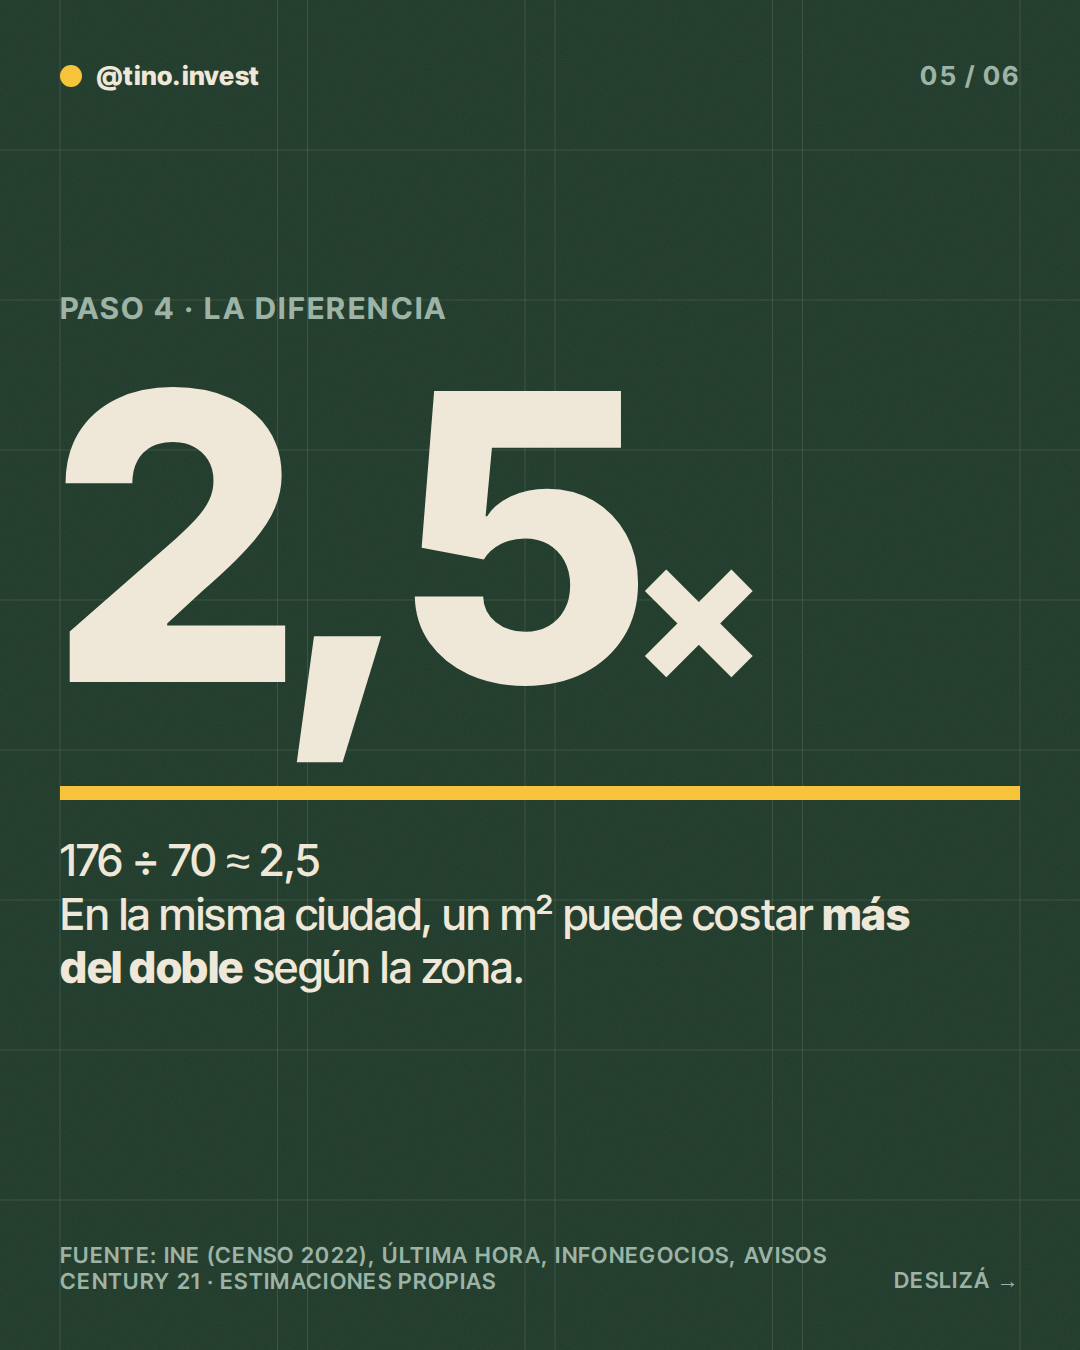 @tino.invest
05 / 06
PASO 4 · LA DIFERENCIA
2,5×
176 ÷ 70 ≈ 2,5
En la misma ciudad, un m² puede costar más
del doble según la zona.
FUENTE: INE (CENSO 2022), ÚLTIMA HORA, INFONEGOCIOS, AVISOS
CENTURY 21 · ESTIMACIONES PROPIAS
DESLIZÁ →